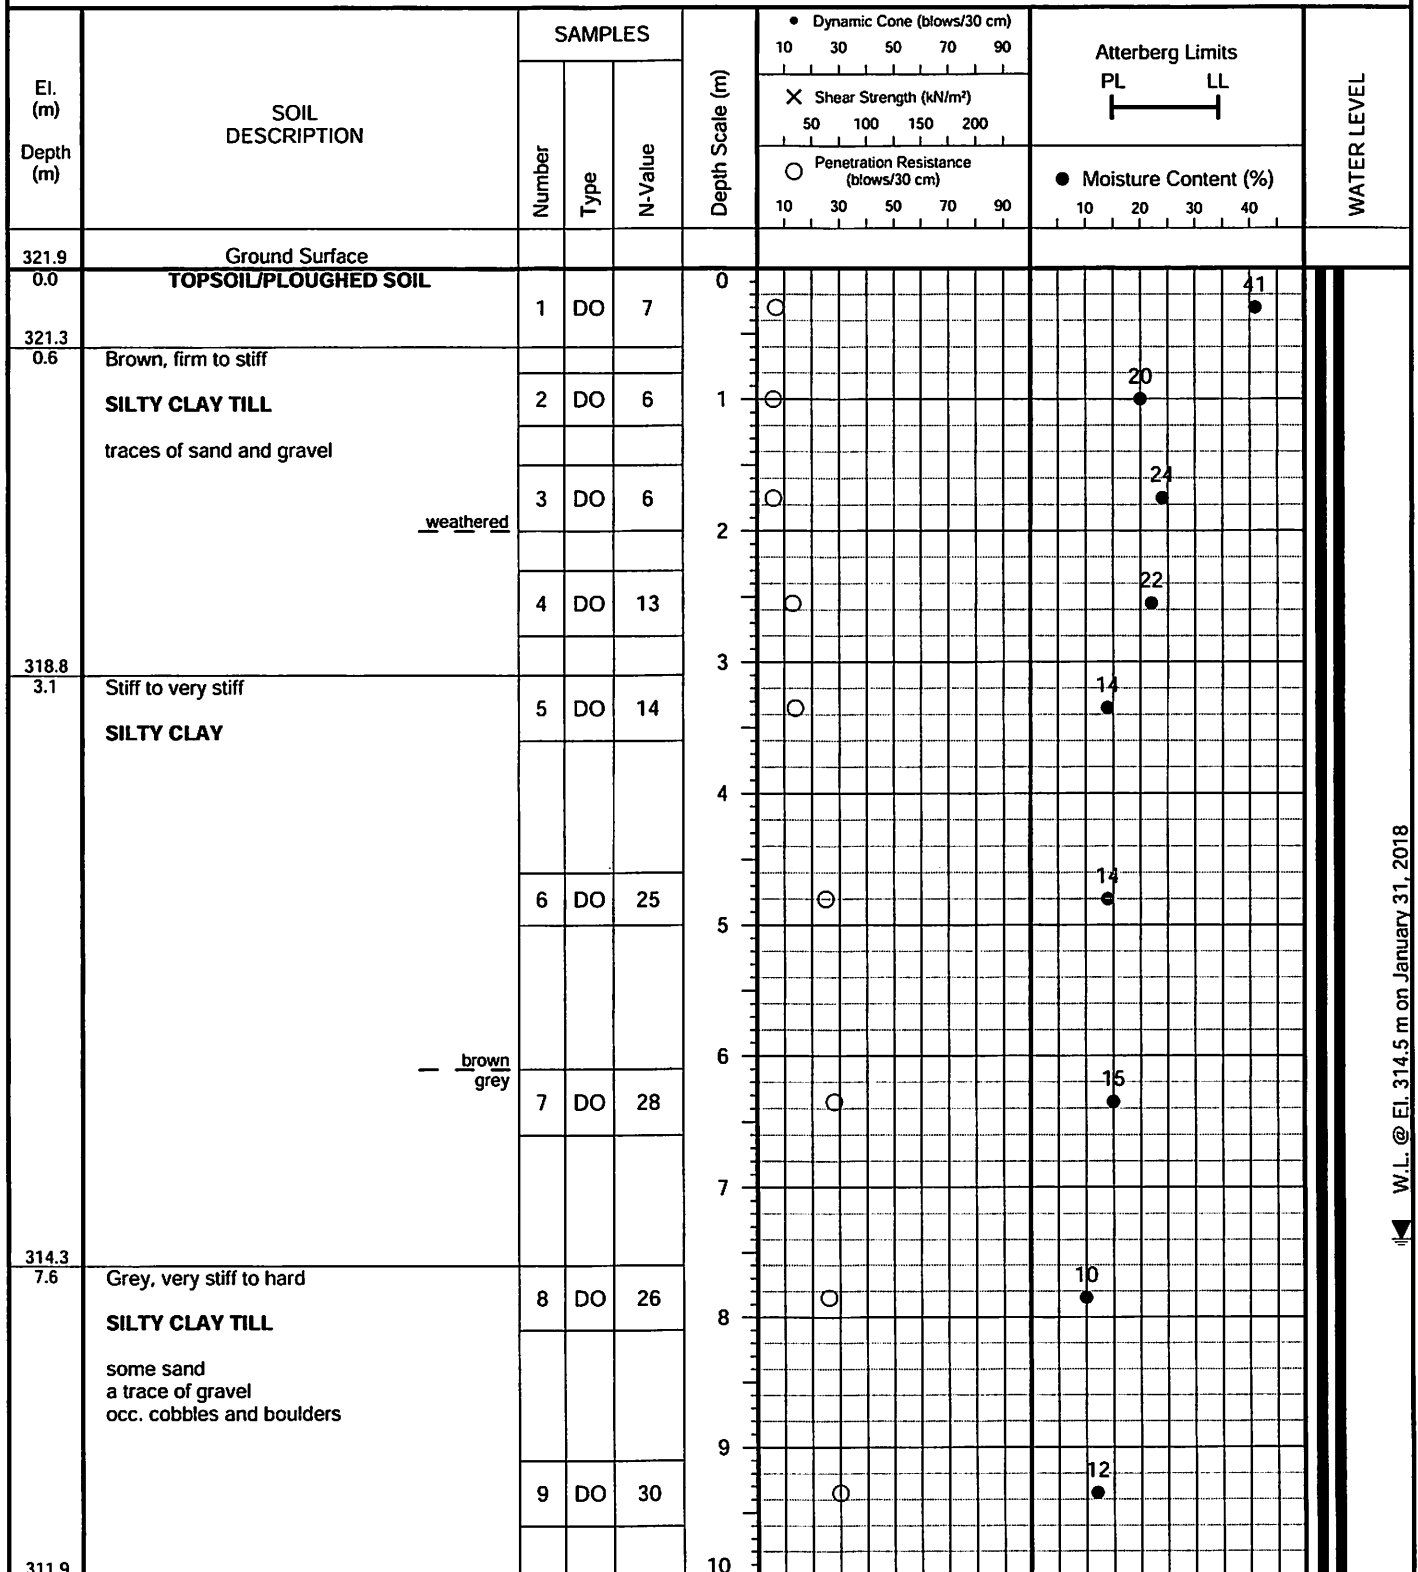 El.
(m)
Depth
(m)
SOIL
DESCRIPTION
SAMPLES
Number
Type
N-Value
Depth Scale (m)
• Dynamic Cone (blows/30 cm)
10 30 50 70 90
X Shear Strength (kN/m²)
50 100 150 200
O Penetration Resistance
(blows/30 cm)
10 30 50 70 90
Atterberg Limits
PL LL
● Moisture Content (%)
10 20 30 40
WATER LEVEL
321.9 Ground Surface
0.0 TOPSOIL/PLOUGHED SOIL 0
1 DO 7 41
321.3
0.6 Brown, firm to stiff
SILTY CLAY TILL 2 DO 6 1 20
traces of sand and gravel
3 DO 6 24
weathered
2
4 DO 13 22
3
318.8
3.1 Stiff to very stiff
5 DO 14 14
SILTY CLAY
4
6 DO 25 14
5
6
brown
grey
7 DO 28 15
7
W.L. @ El. 314.5 m on January 31, 2018
314.3
7.6 Grey, very stiff to hard
8 DO 26 10
SILTY CLAY TILL 8
some sand
a trace of gravel
occ. cobbles and boulders
9
9 DO 30 12
311.9 10